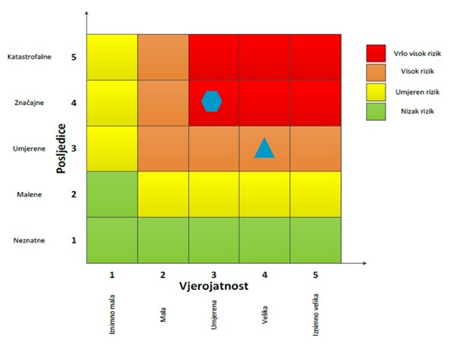 Katastrofalne 5
Značajne 4
Umjerene 3
Malene 2
Neznatne 1
Posljedice
1 2 3 4 5
Vjerojatnost
Iznimno mala
Mala
Umjerena
Velika
Iznimno velika
Vrlo visok rizik
Visok rizik
Umjeren rizik
Nizak rizik